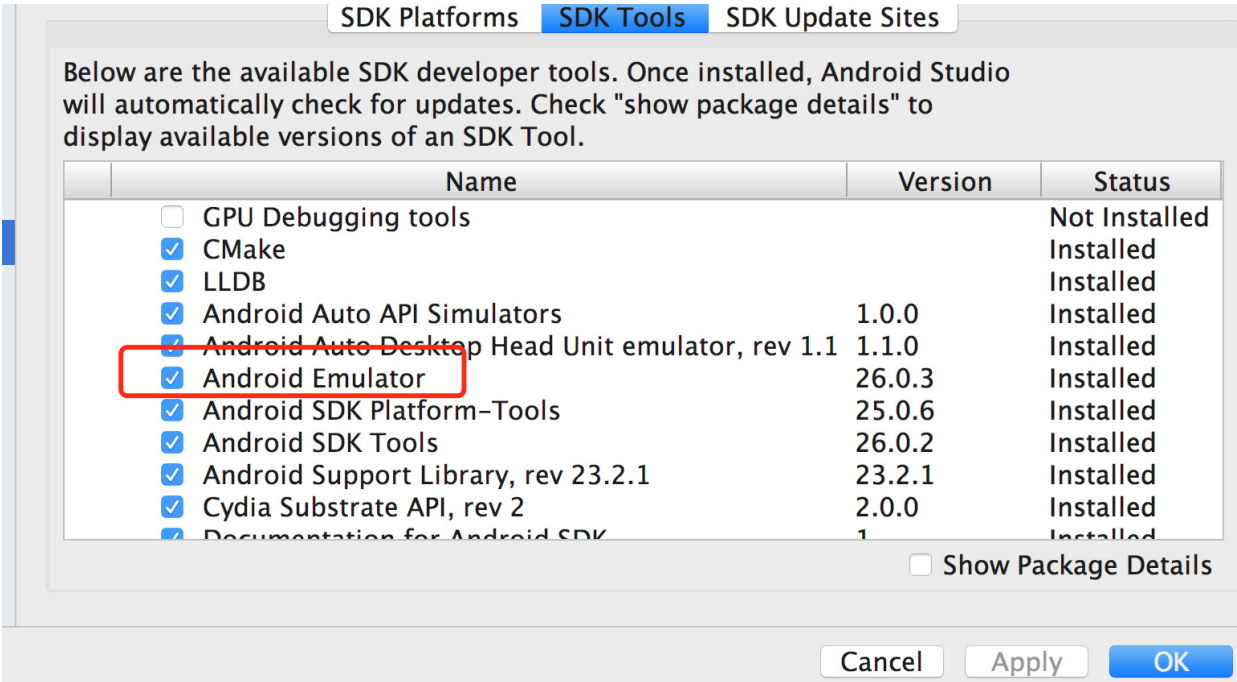 SDK Platforms SDK Tools SDK Update Sites
Below are the available SDK developer tools. Once installed, Android Studio
will automatically check for updates. Check "show package details" to
display available versions of an SDK Tool.
Name Version Status
GPU Debugging tools Not Installed
CMake Installed
LLDB Installed
Android Auto API Simulators 1.0.0 Installed
Android Auto Desktop Head Unit emulator, rev 1.1 1.1.0 Installed
Android Emulator 26.0.3 Installed
Android SDK Platform-Tools 25.0.6 Installed
Android SDK Tools 26.0.2 Installed
Android Support Library, rev 23.2.1 23.2.1 Installed
Cydia Substrate API, rev 2 2.0.0 Installed
Documentation for Android SDK 1 Installed
Show Package Details
Cancel Apply OK